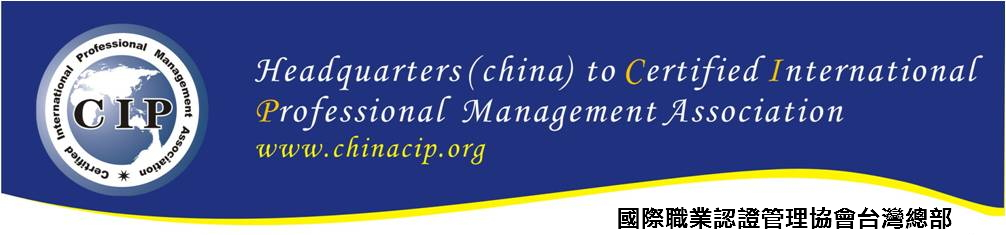 Certified International Professional Management Association
CIP
Headquarters (china) to Certified International
Professional Management Association
www.chinacip.org
國際職業認證管理協會台灣總部